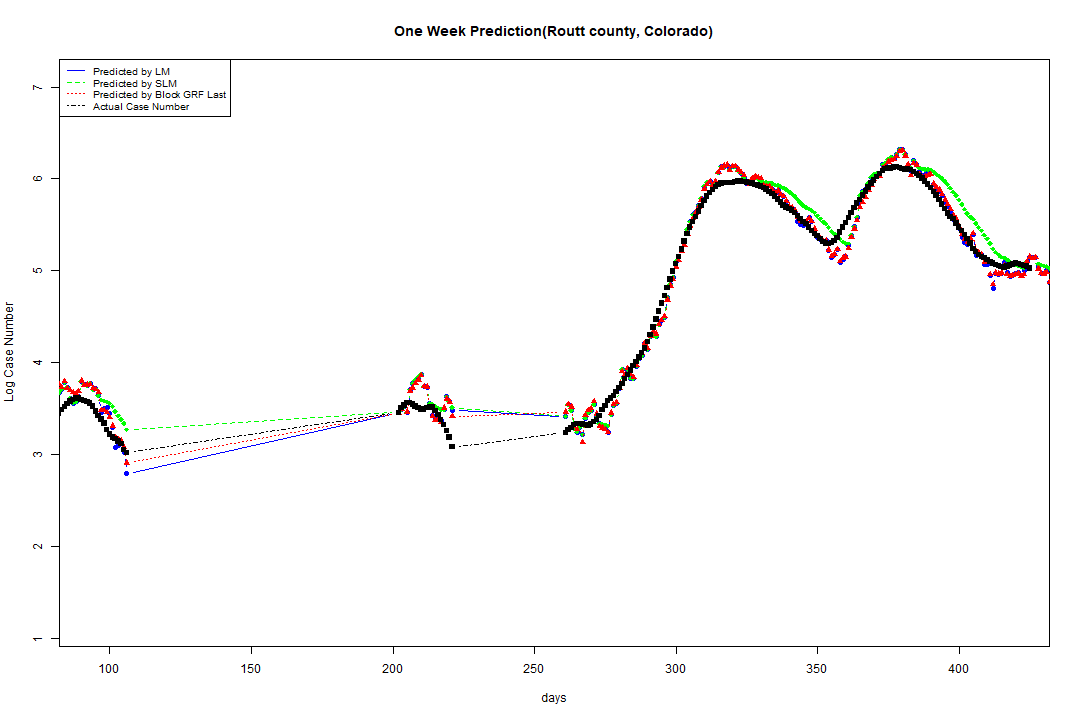 One Week Prediction(Routt county, Colorado)
Predicted by LM
Predicted by SLM
Predicted by Block GRF Last
Actual Case Number
7
6
5
4
3
2
1
Log Case Number
100 150 200 250 300 350 400
days